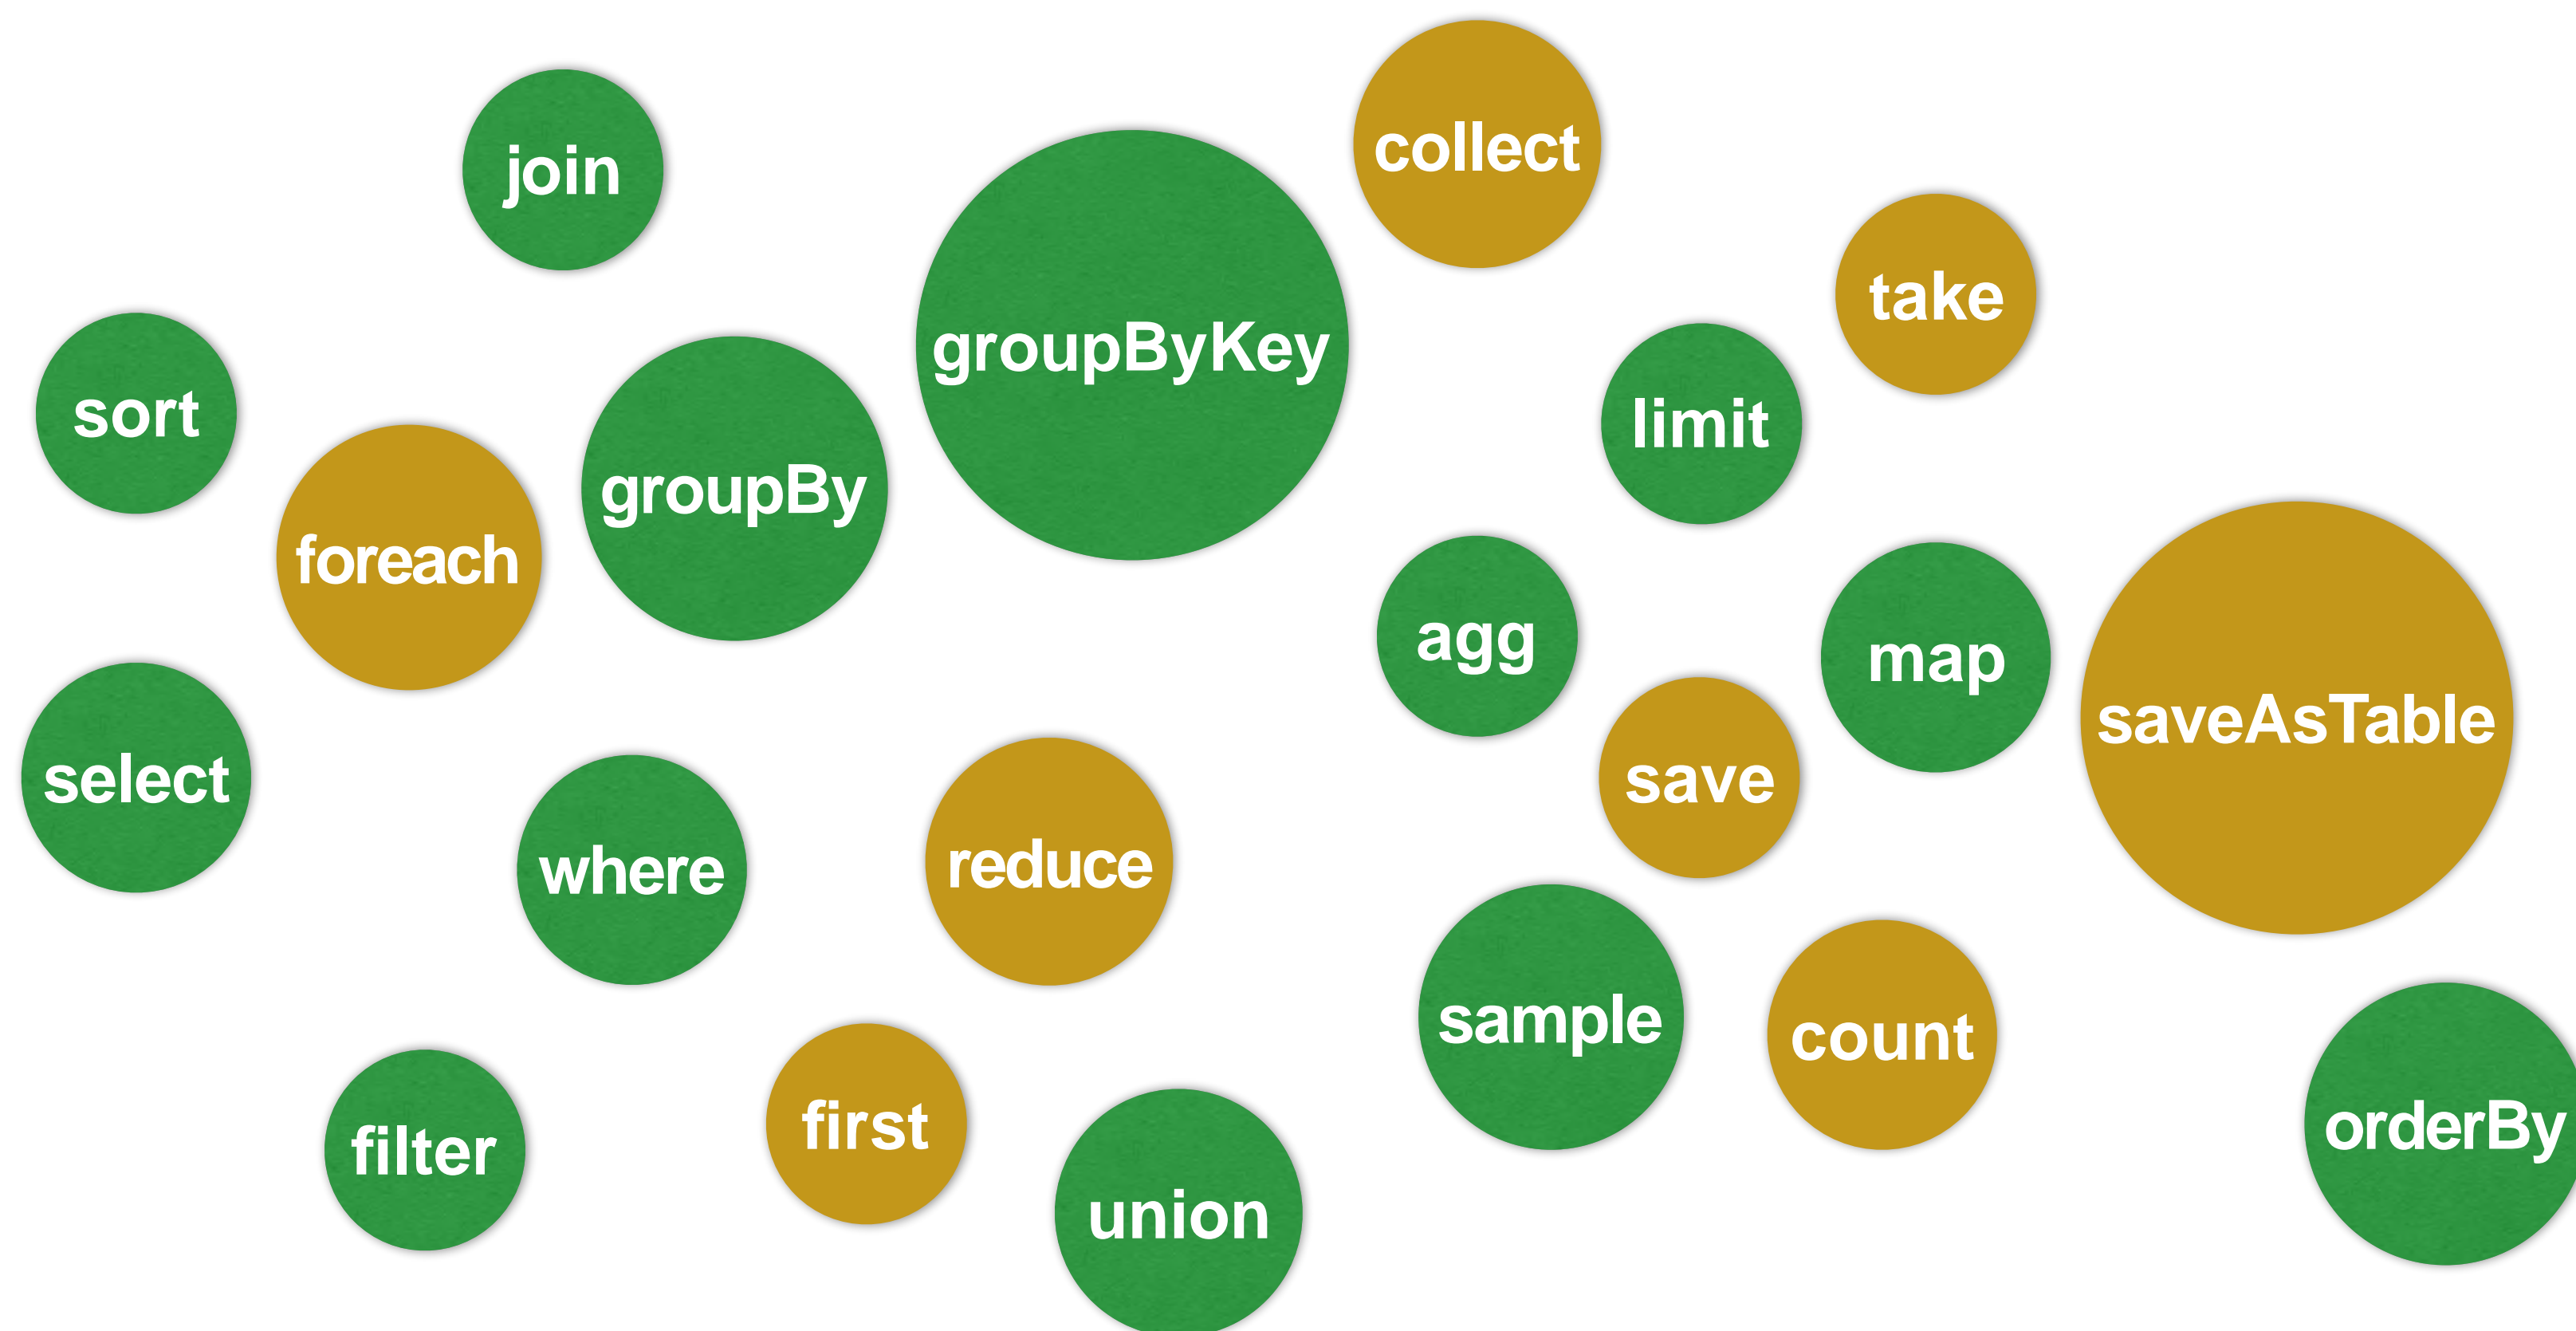 collect
join
take
groupByKey
sort
limit
groupBy
foreach
agg
map
saveAsTable
select
save
where
reduce
sample
count
first
orderBy
filter
union